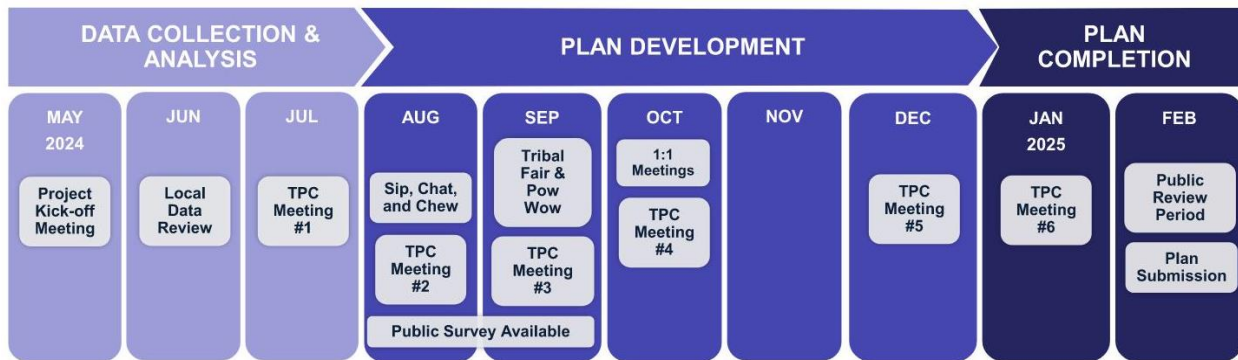 DATA COLLECTION &
ANALYSIS
PLAN DEVELOPMENT
PLAN
COMPLETION
MAY
2024
Project
Kick-off
Meeting
JUN
Local
Data
Review
JUL
TPC
Meeting
#1
AUG
Sip, Chat,
and Chew
TPC
Meeting
#2
SEP
Tribal
Fair &
Pow
Wow
TPC
Meeting
#3
Public Survey Available
OCT
1:1
Meetings
TPC
Meeting
#4
NOV
DEC
TPC
Meeting
#5
JAN
2025
TPC
Meeting
#6
FEB
Public
Review
Period
Plan
Submission